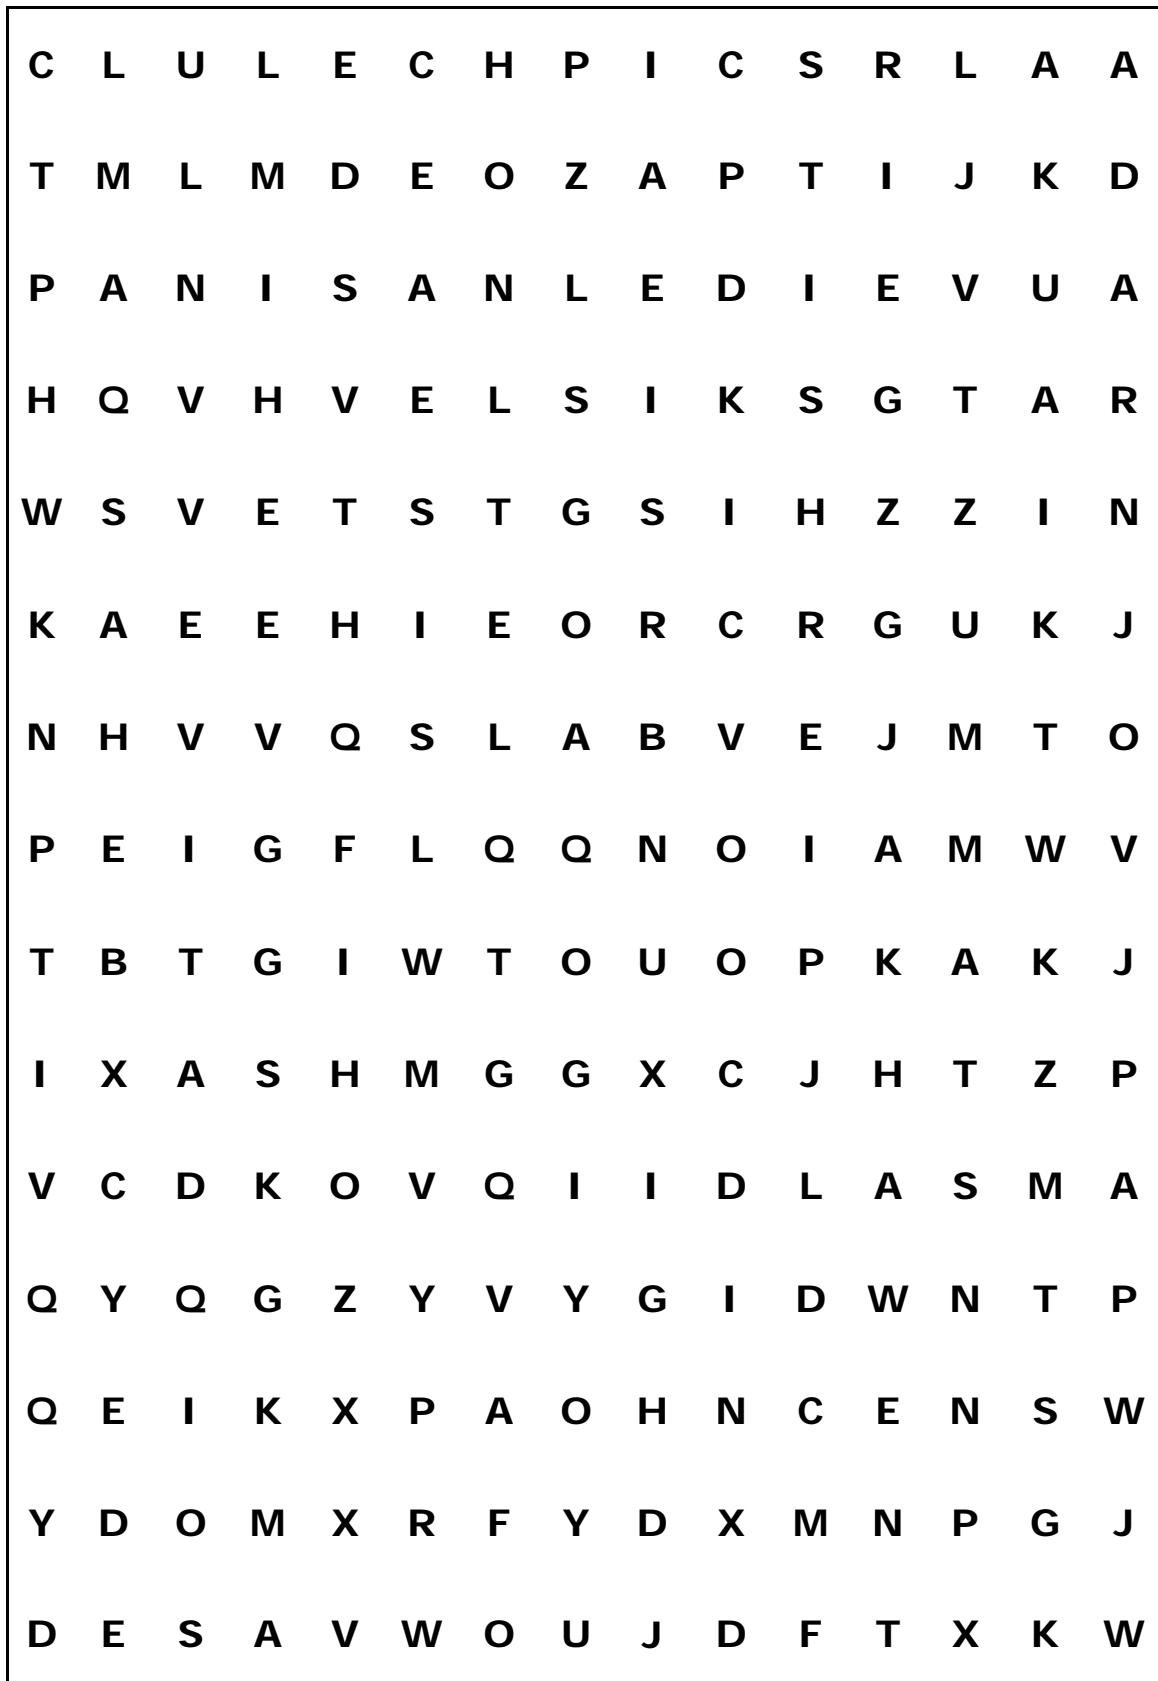 C L U L E C H P I C S R L A A
T M L M D E O Z A P T I J K D
P A N I S A N L E D I E V U A
H Q V H V E L S I K S G T A R
W S V E T S T G S I H Z Z I N
K A E E H I E O R C R G U K J
N H V V Q S L A B V E J M T O
P E I G F L Q Q N O I A M W V
T B T G I W T O U O P K A K J
I X A S H M G G X C J H T Z P
V C D K O V Q I I D L A S M A
Q Y Q G Z Y V Y G I D W N T P
Q E I K X P A O H N C E N S W
Y D O M X R F Y D X M N P G J
D E S A V W O U J D F T X K W